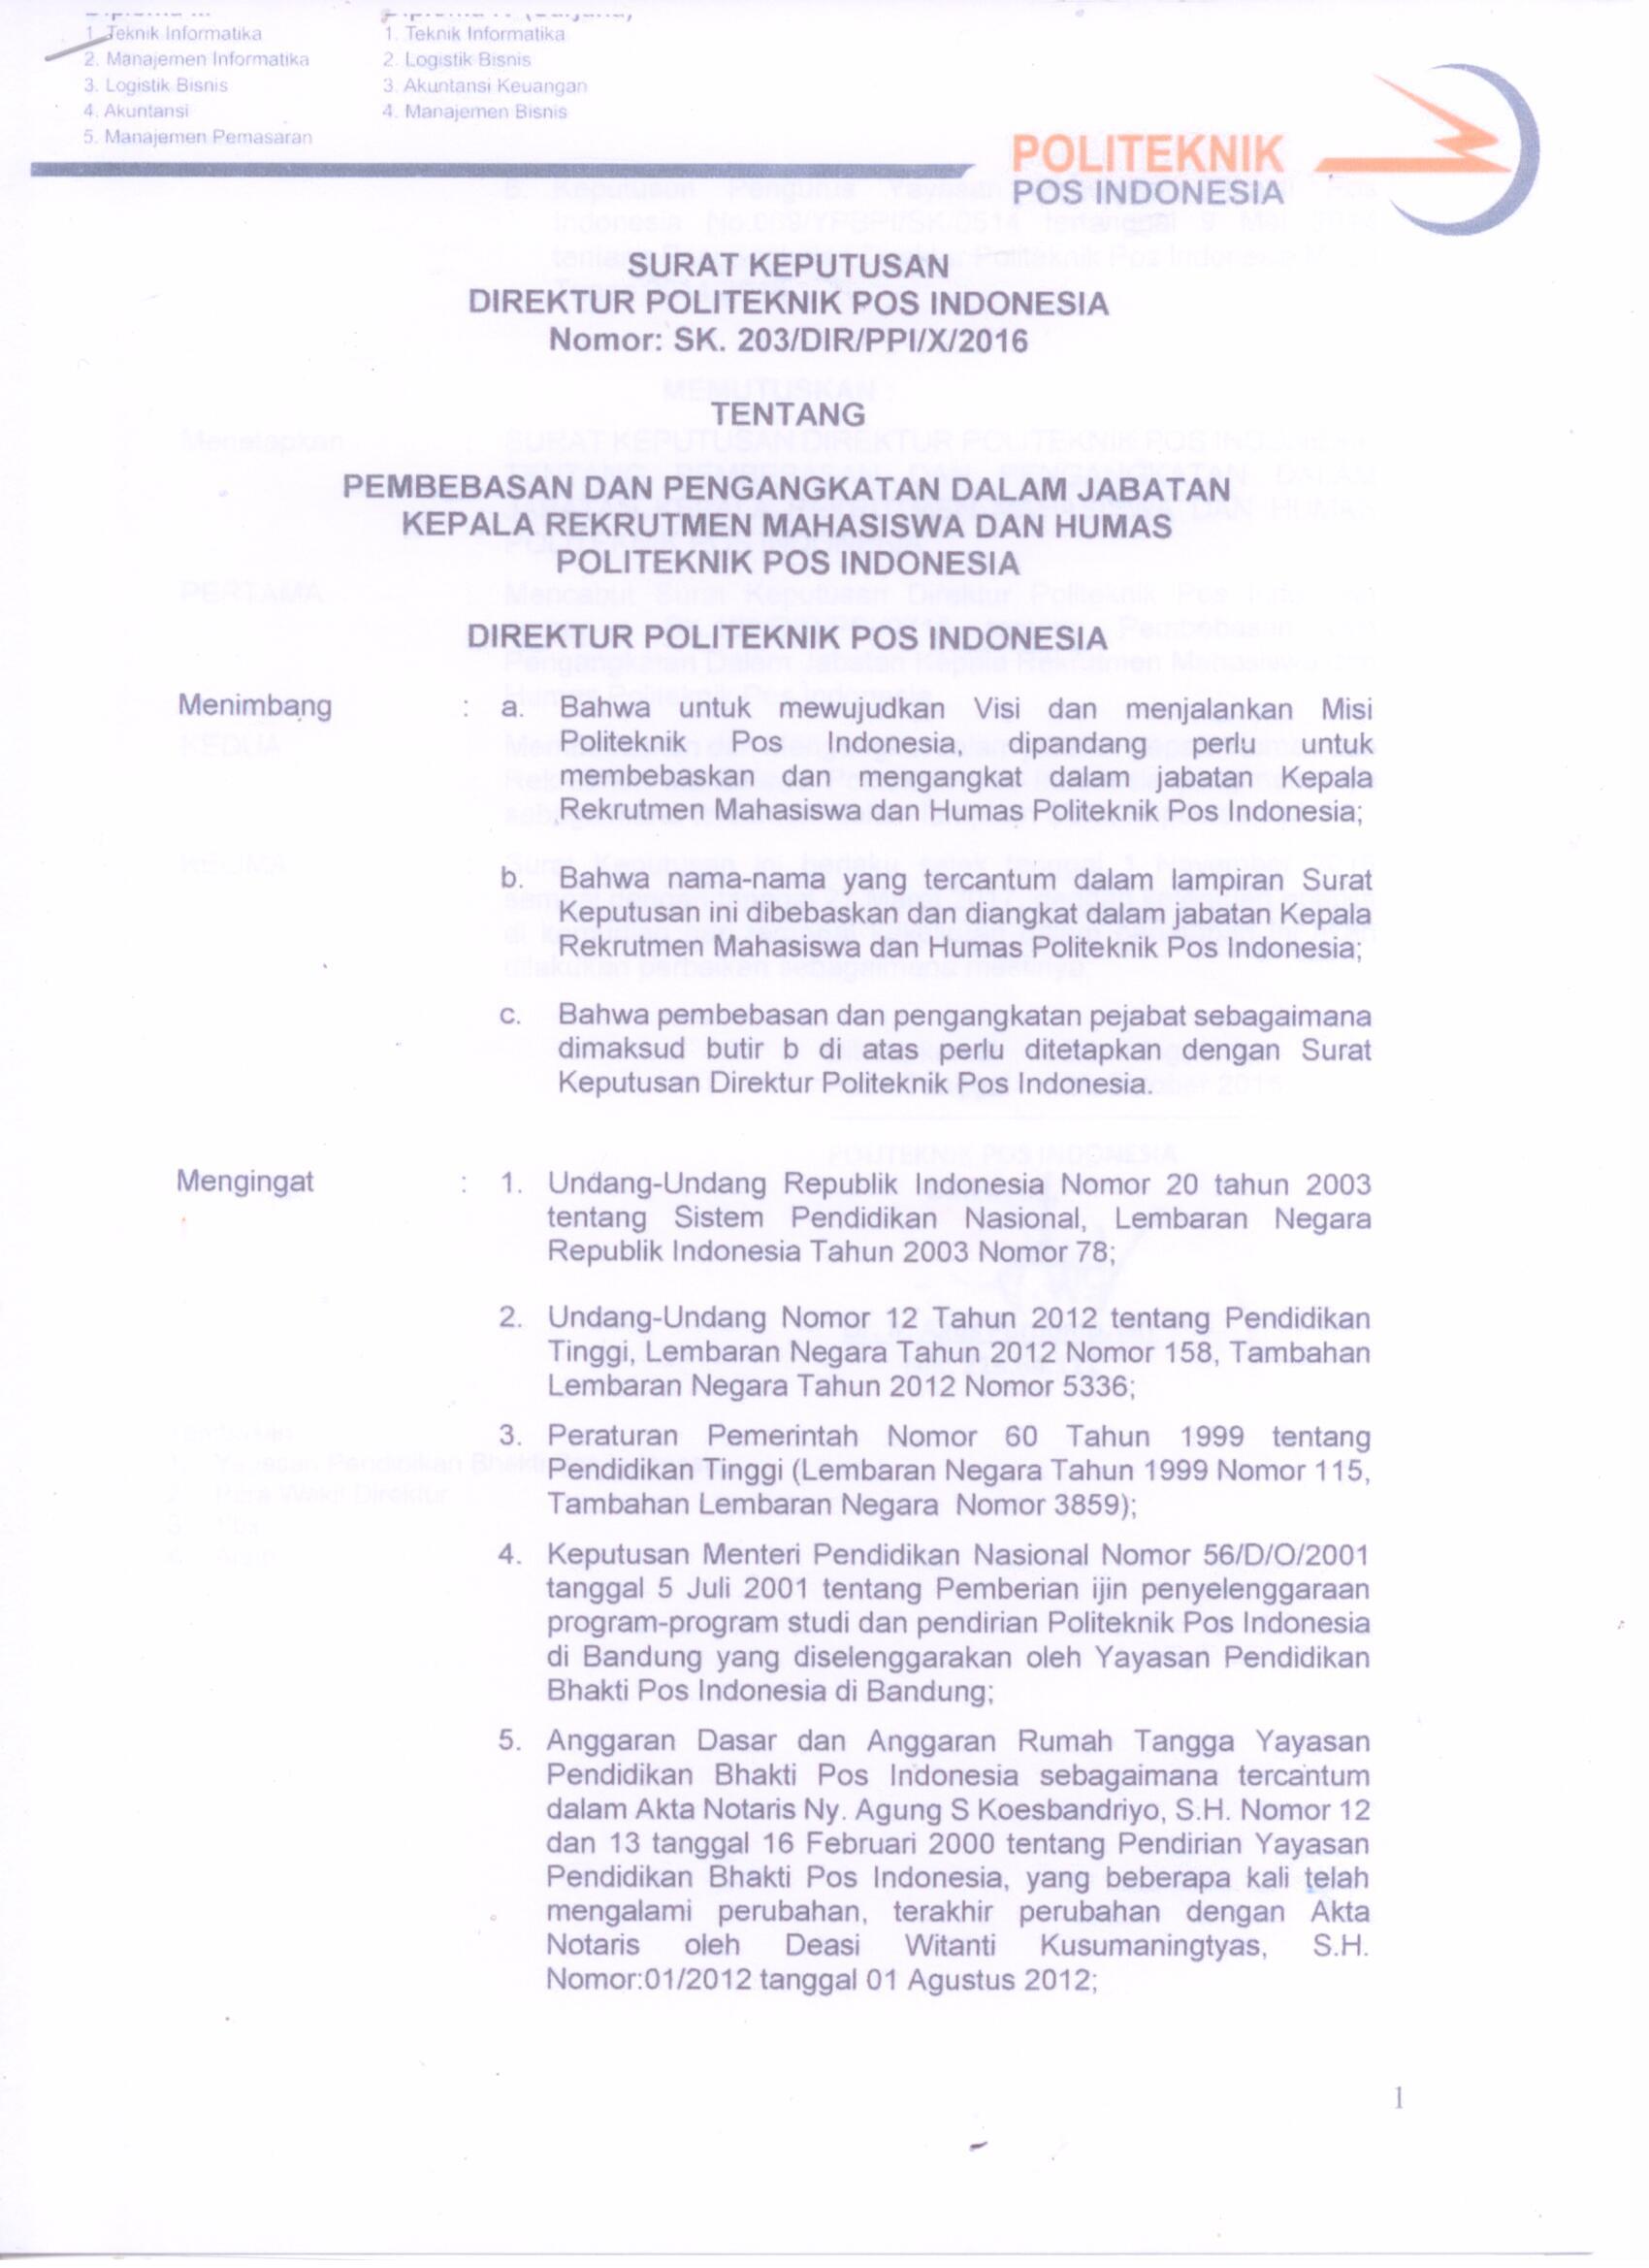 1. Teknik Informatika
2. Manajemen Informatika
3. Logistik Bisnis
4. Akuntansi
5. Manajemen Pemasaran
1. Teknik Informatika
2. Logistik Bisnis
3. Akuntansi Keuangan
4. Manajemen Bisnis
POLITEKNIK
POS INDONESIA
SURAT KEPUTUSAN
DIREKTUR POLITEKNIK POS INDONESIA
Nomor: SK. 203/DIR/PPI/X/2016
TENTANG
PEMBEBASAN DAN PENGANGKATAN DALAM JABATAN
KEPALA REKRUTMEN MAHASISWA DAN HUMAS
POLITEKNIK POS INDONESIA
DIREKTUR POLITEKNIK POS INDONESIA
Menimbang : a. Bahwa untuk mewujudkan Visi dan menjalankan Misi
Politeknik Pos Indonesia, dipandang perlu untuk
membebaskan dan mengangkat dalam jabatan Kepala
Rekrutmen Mahasiswa dan Humas Politeknik Pos Indonesia;
b. Bahwa nama-nama yang tercantum dalam lampiran Surat
Keputusan ini dibebaskan dan diangkat dalam jabatan Kepala
Rekrutmen Mahasiswa dan Humas Politeknik Pos Indonesia;
c. Bahwa pembebasan dan pengangkatan pejabat sebagaimana
dimaksud butir b di atas perlu ditetapkan dengan Surat
Keputusan Direktur Politeknik Pos Indonesia.
Mengingat : 1. Undang-Undang Republik Indonesia Nomor 20 tahun 2003
tentang Sistem Pendidikan Nasional, Lembaran Negara
Republik Indonesia Tahun 2003 Nomor 78;
2. Undang-Undang Nomor 12 Tahun 2012 tentang Pendidikan
Tinggi, Lembaran Negara Tahun 2012 Nomor 158, Tambahan
Lembaran Negara Tahun 2012 Nomor 5336;
3. Peraturan Pemerintah Nomor 60 Tahun 1999 tentang
Pendidikan Tinggi (Lembaran Negara Tahun 1999 Nomor 115,
Tambahan Lembaran Negara Nomor 3859);
4. Keputusan Menteri Pendidikan Nasional Nomor 56/D/O/2001
tanggal 5 Juli 2001 tentang Pemberian ijin penyelenggaraan
program-program studi dan pendirian Politeknik Pos Indonesia
di Bandung yang diselenggarakan oleh Yayasan Pendidikan
Bhakti Pos Indonesia di Bandung;
5. Anggaran Dasar dan Anggaran Rumah Tangga Yayasan
Pendidikan Bhakti Pos Indonesia sebagaimana tercantum
dalam Akta Notaris Ny. Agung S Koesbandriyo, S.H. Nomor 12
dan 13 tanggal 16 Februari 2000 tentang Pendirian Yayasan
Pendidikan Bhakti Pos Indonesia, yang beberapa kali telah
mengalami perubahan, terakhir perubahan dengan Akta
Notaris oleh Deasi Witanti Kusumaningtyas, S.H.
Nomor:01/2012 tanggal 01 Agustus 2012;
1